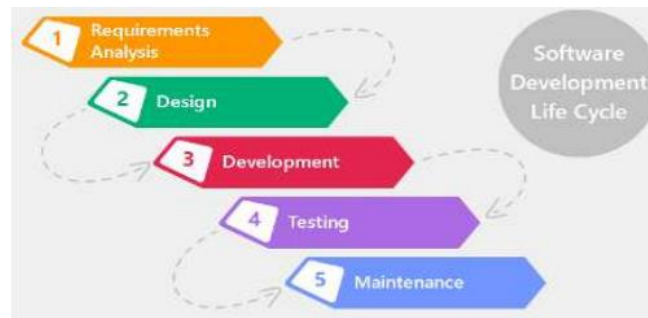 1
Requirements
Analysis
2
Design
3
Development
4
Testing
5
Maintenance
Software
Development
Life Cycle